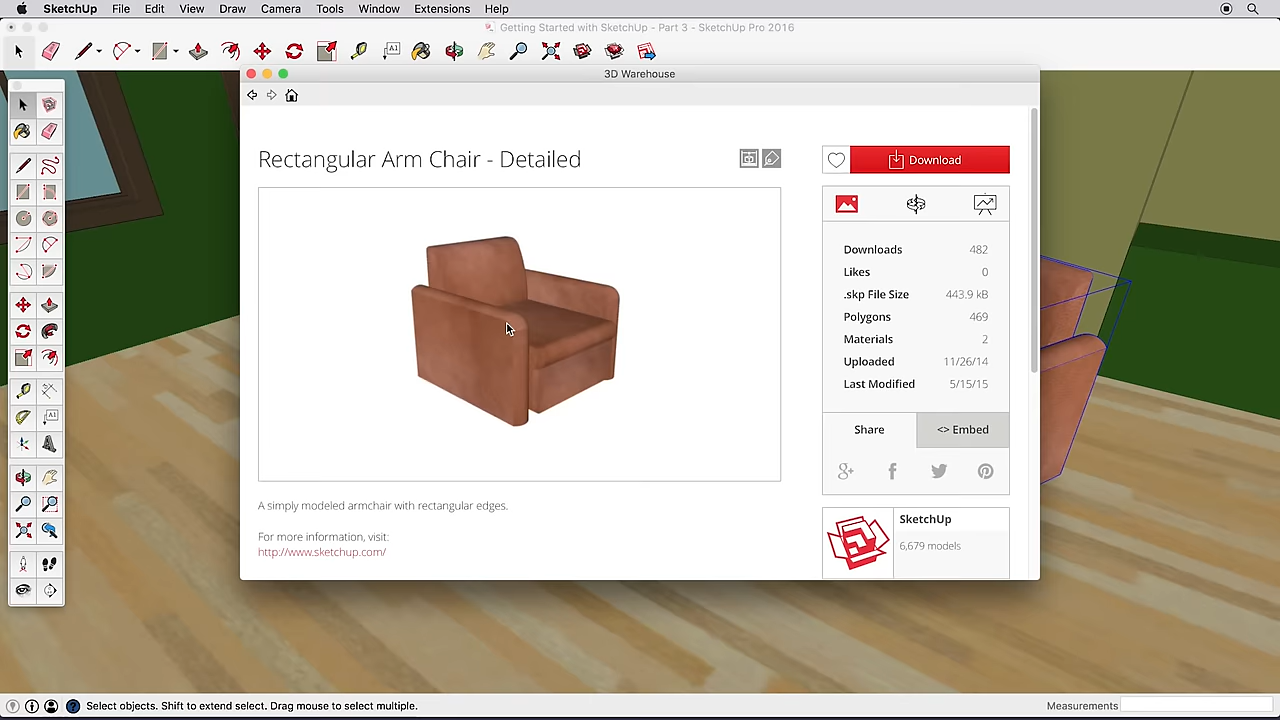 SketchUp File Edit View Draw Camera Tools Window Extensions Help
Getting Started with SketchUp - Part 3 - SketchUp Pro 2016
A1
3D Warehouse
Rectangular Arm Chair - Detailed
Download
Downloads 482
Likes 0
.skp File Size 443.9 kB
Polygons 469
Materials 2
Uploaded 11/26/14
Last Modified 5/15/15
Share <> Embed
A simply modeled armchair with rectangular edges.
For more information, visit:
http://www.sketchup.com/
SketchUp
6,679 models
A1
Select objects. Shift to extend select. Drag mouse to select multiple.
Measurements